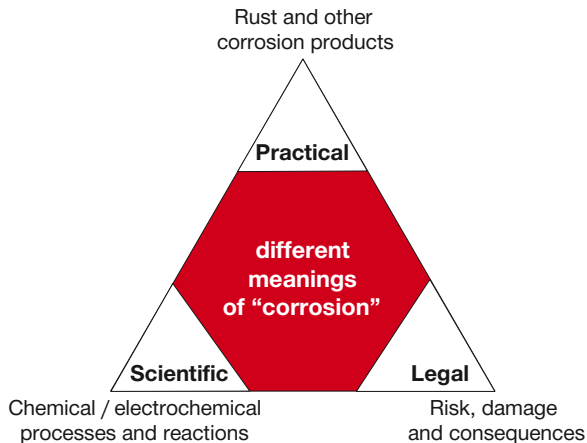 Rust and other
corrosion products
Practical
different
meanings
of “corrosion”
Scientific
Legal
Chemical / electrochemical
processes and reactions
Risk, damage
and consequences